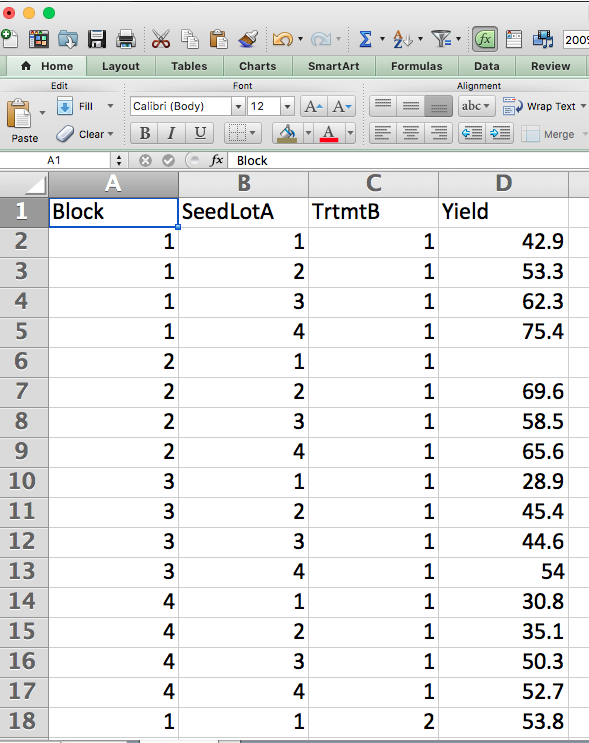 200%
Home Layout Tables Charts SmartArt Formulas Data Review
Edit Font Alignment
Fill Calibri (Body) 12 A A abc Wrap Text
Paste Clear B I U A Merge
A1 fx Block
A B C D
1 Block SeedLotA TrtmtB Yield
2 1 1 1 42.9
3 1 2 1 53.3
4 1 3 1 62.3
5 1 4 1 75.4
6 2 1 1
7 2 2 1 69.6
8 2 3 1 58.5
9 2 4 1 65.6
10 3 1 1 28.9
11 3 2 1 45.4
12 3 3 1 44.6
13 3 4 1 54
14 4 1 1 30.8
15 4 2 1 35.1
16 4 3 1 50.3
17 4 4 1 52.7
18 1 1 2 53.8